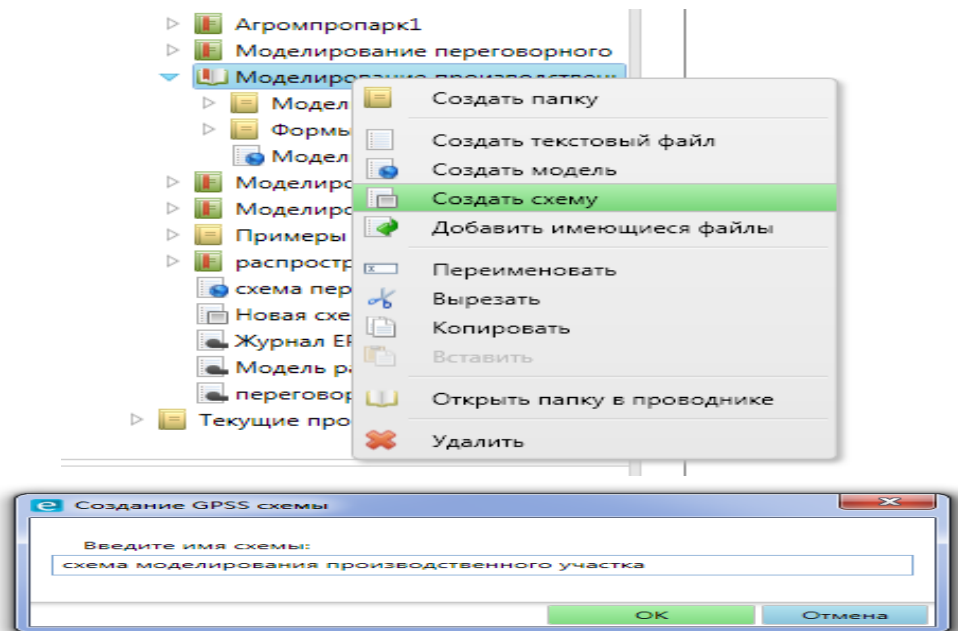 Агромпропарк1
Моделирование переговорного
Моделирование производствен
Модел
Формы
Модел
Моделиро
Моделиро
Примеры
распростр
схема пер
Новая схе
Журнал
Модель ра
переговор
Текущие про
Создать папку
Создать текстовый файл
Создать модель
Создать схему
Добавить имеющиеся файлы
Переименовать
Вырезать
Копировать
Вставить
Открыть папку в проводнике
Удалить
Создание GPSS схемы
Введите имя схемы:
схема моделирования производственного участка
OK
Отмена